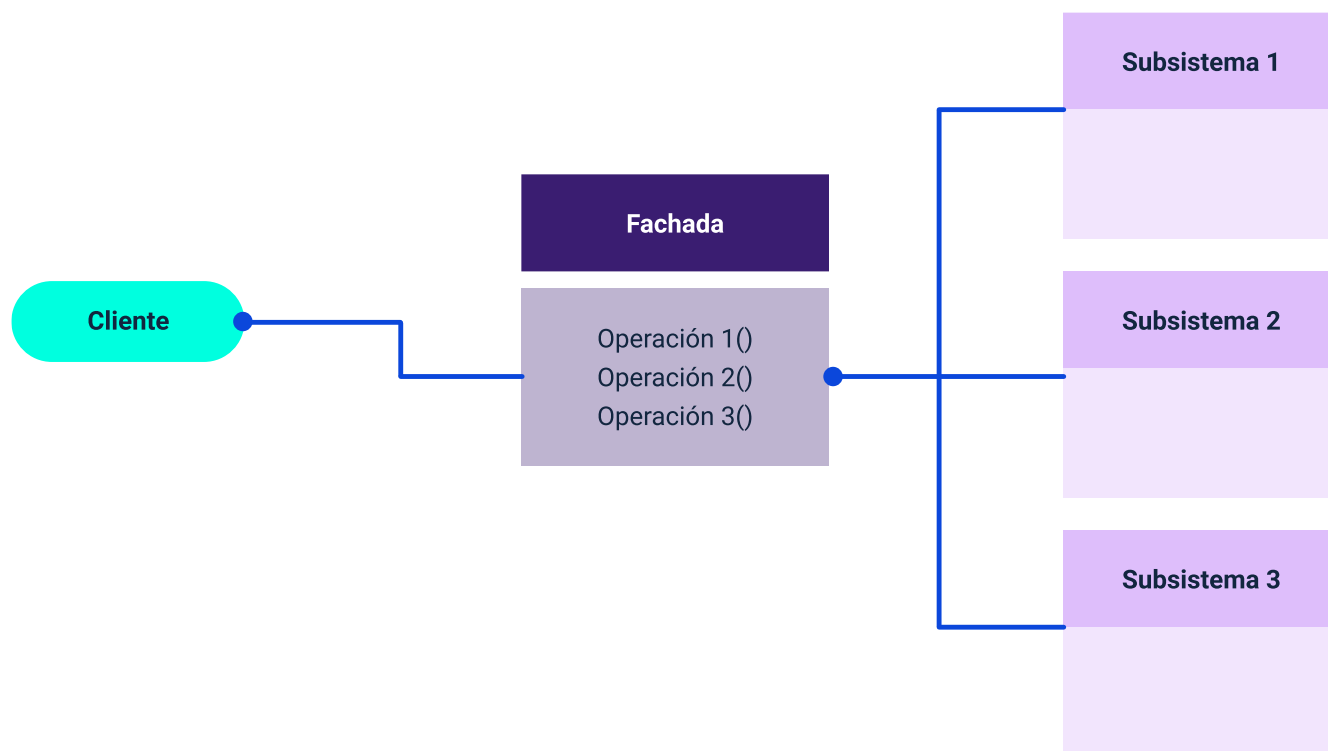 Cliente
Fachada
Operación 1()
Operación 2()
Operación 3()
Subsistema 1
Subsistema 2
Subsistema 3